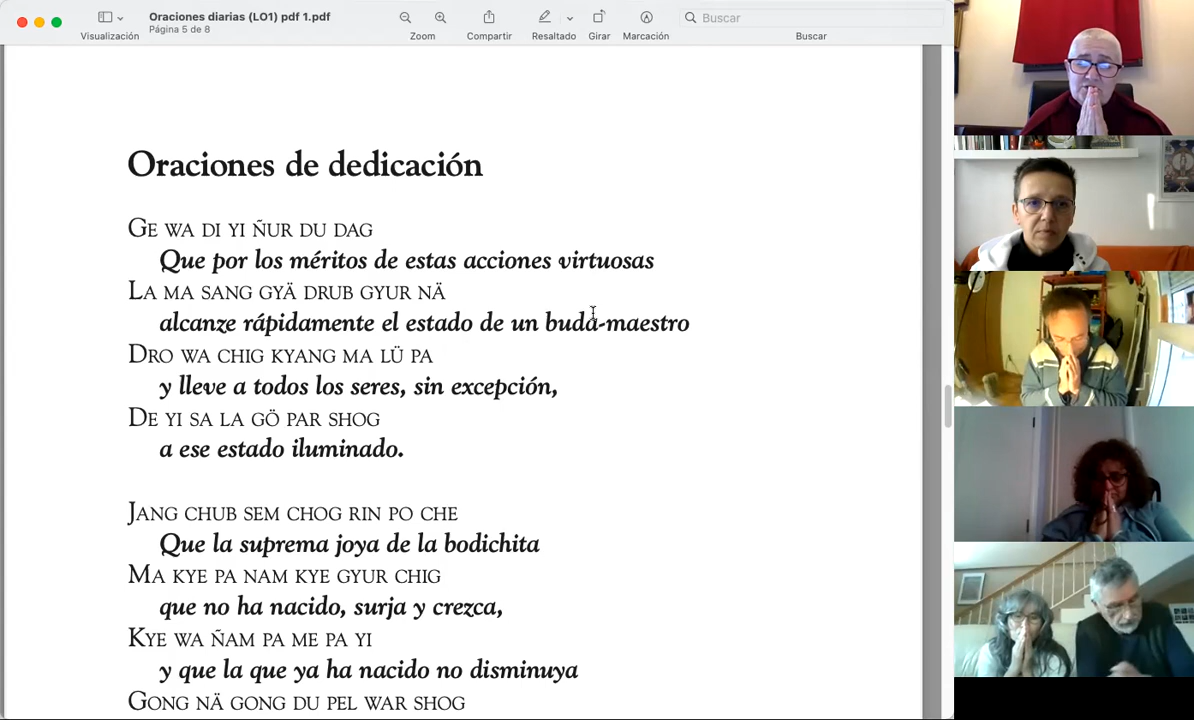 Oraciones diarias (LO1) pdf 1.pdf
Página 5 de 8
Visualización
Zoom
Compartir
Resaltado
Girar
Marcación
Buscar
Buscar
Oraciones de dedicación
GE WA DI YI ÑUR DU DAG
Que por los méritos de estas acciones virtuosas
LA MA SANG GYÄ DRUB GYUR NÄ
alcanze rápidamente el estado de un buda-maestro
DRO WA CHIG KYANG MA LÜ PA
y lleve a todos los seres, sin excepción,
DE YI SA LA GÖ PAR SHOG
a ese estado iluminado.
JANG CHUB SEM CHOG RIN PO CHE
Que la suprema joya de la bodichita
MA KYE PA NAM KYE GYUR CHIG
que no ha nacido, surja y crezca,
KYE WA ÑAM PA ME PA YI
y que la que ya ha nacido no disminuya
GONG NÄ GONG DU PEL WAR SHOG